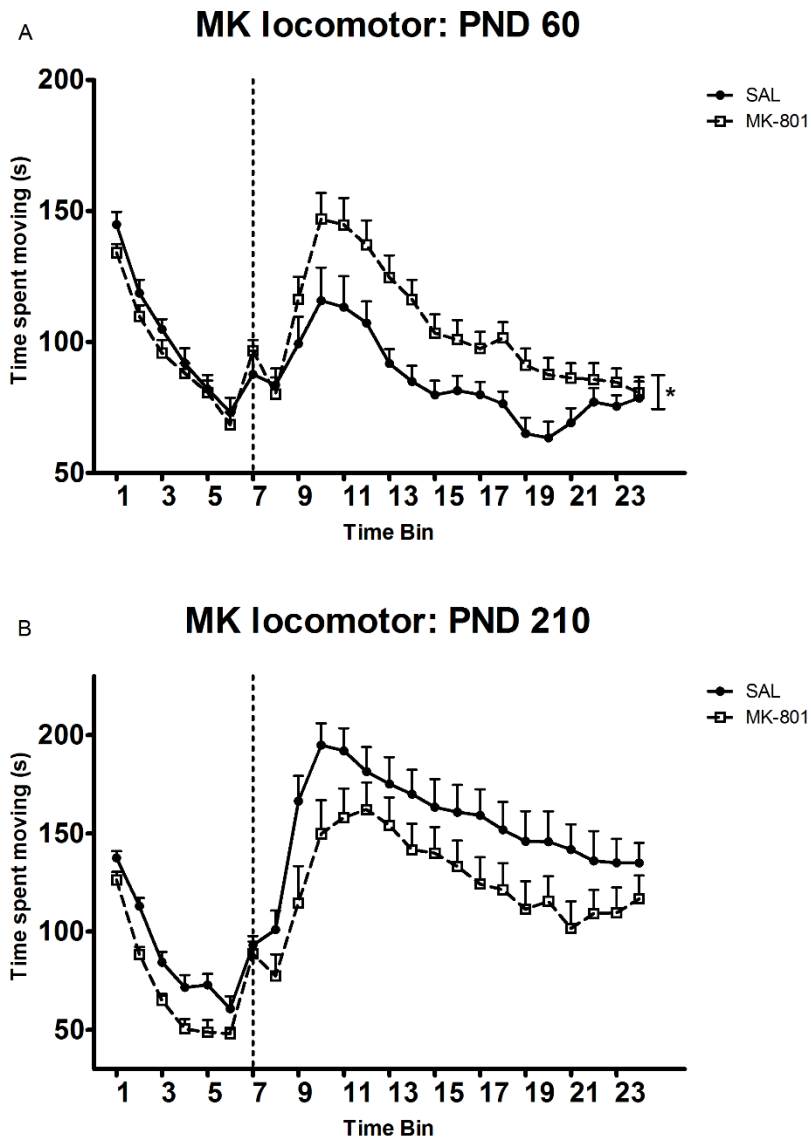 A
MK locomotor: PND 60
200
150
100
50
Time spent moving (s)
SAL
MK-801
*
1 3 5 7 9 11 13 15 17 19 21 23
Time Bin
B
MK locomotor: PND 210
200
150
100
50
Time spent moving (s)
SAL
MK-801
1 3 5 7 9 11 13 15 17 19 21 23
Time Bin